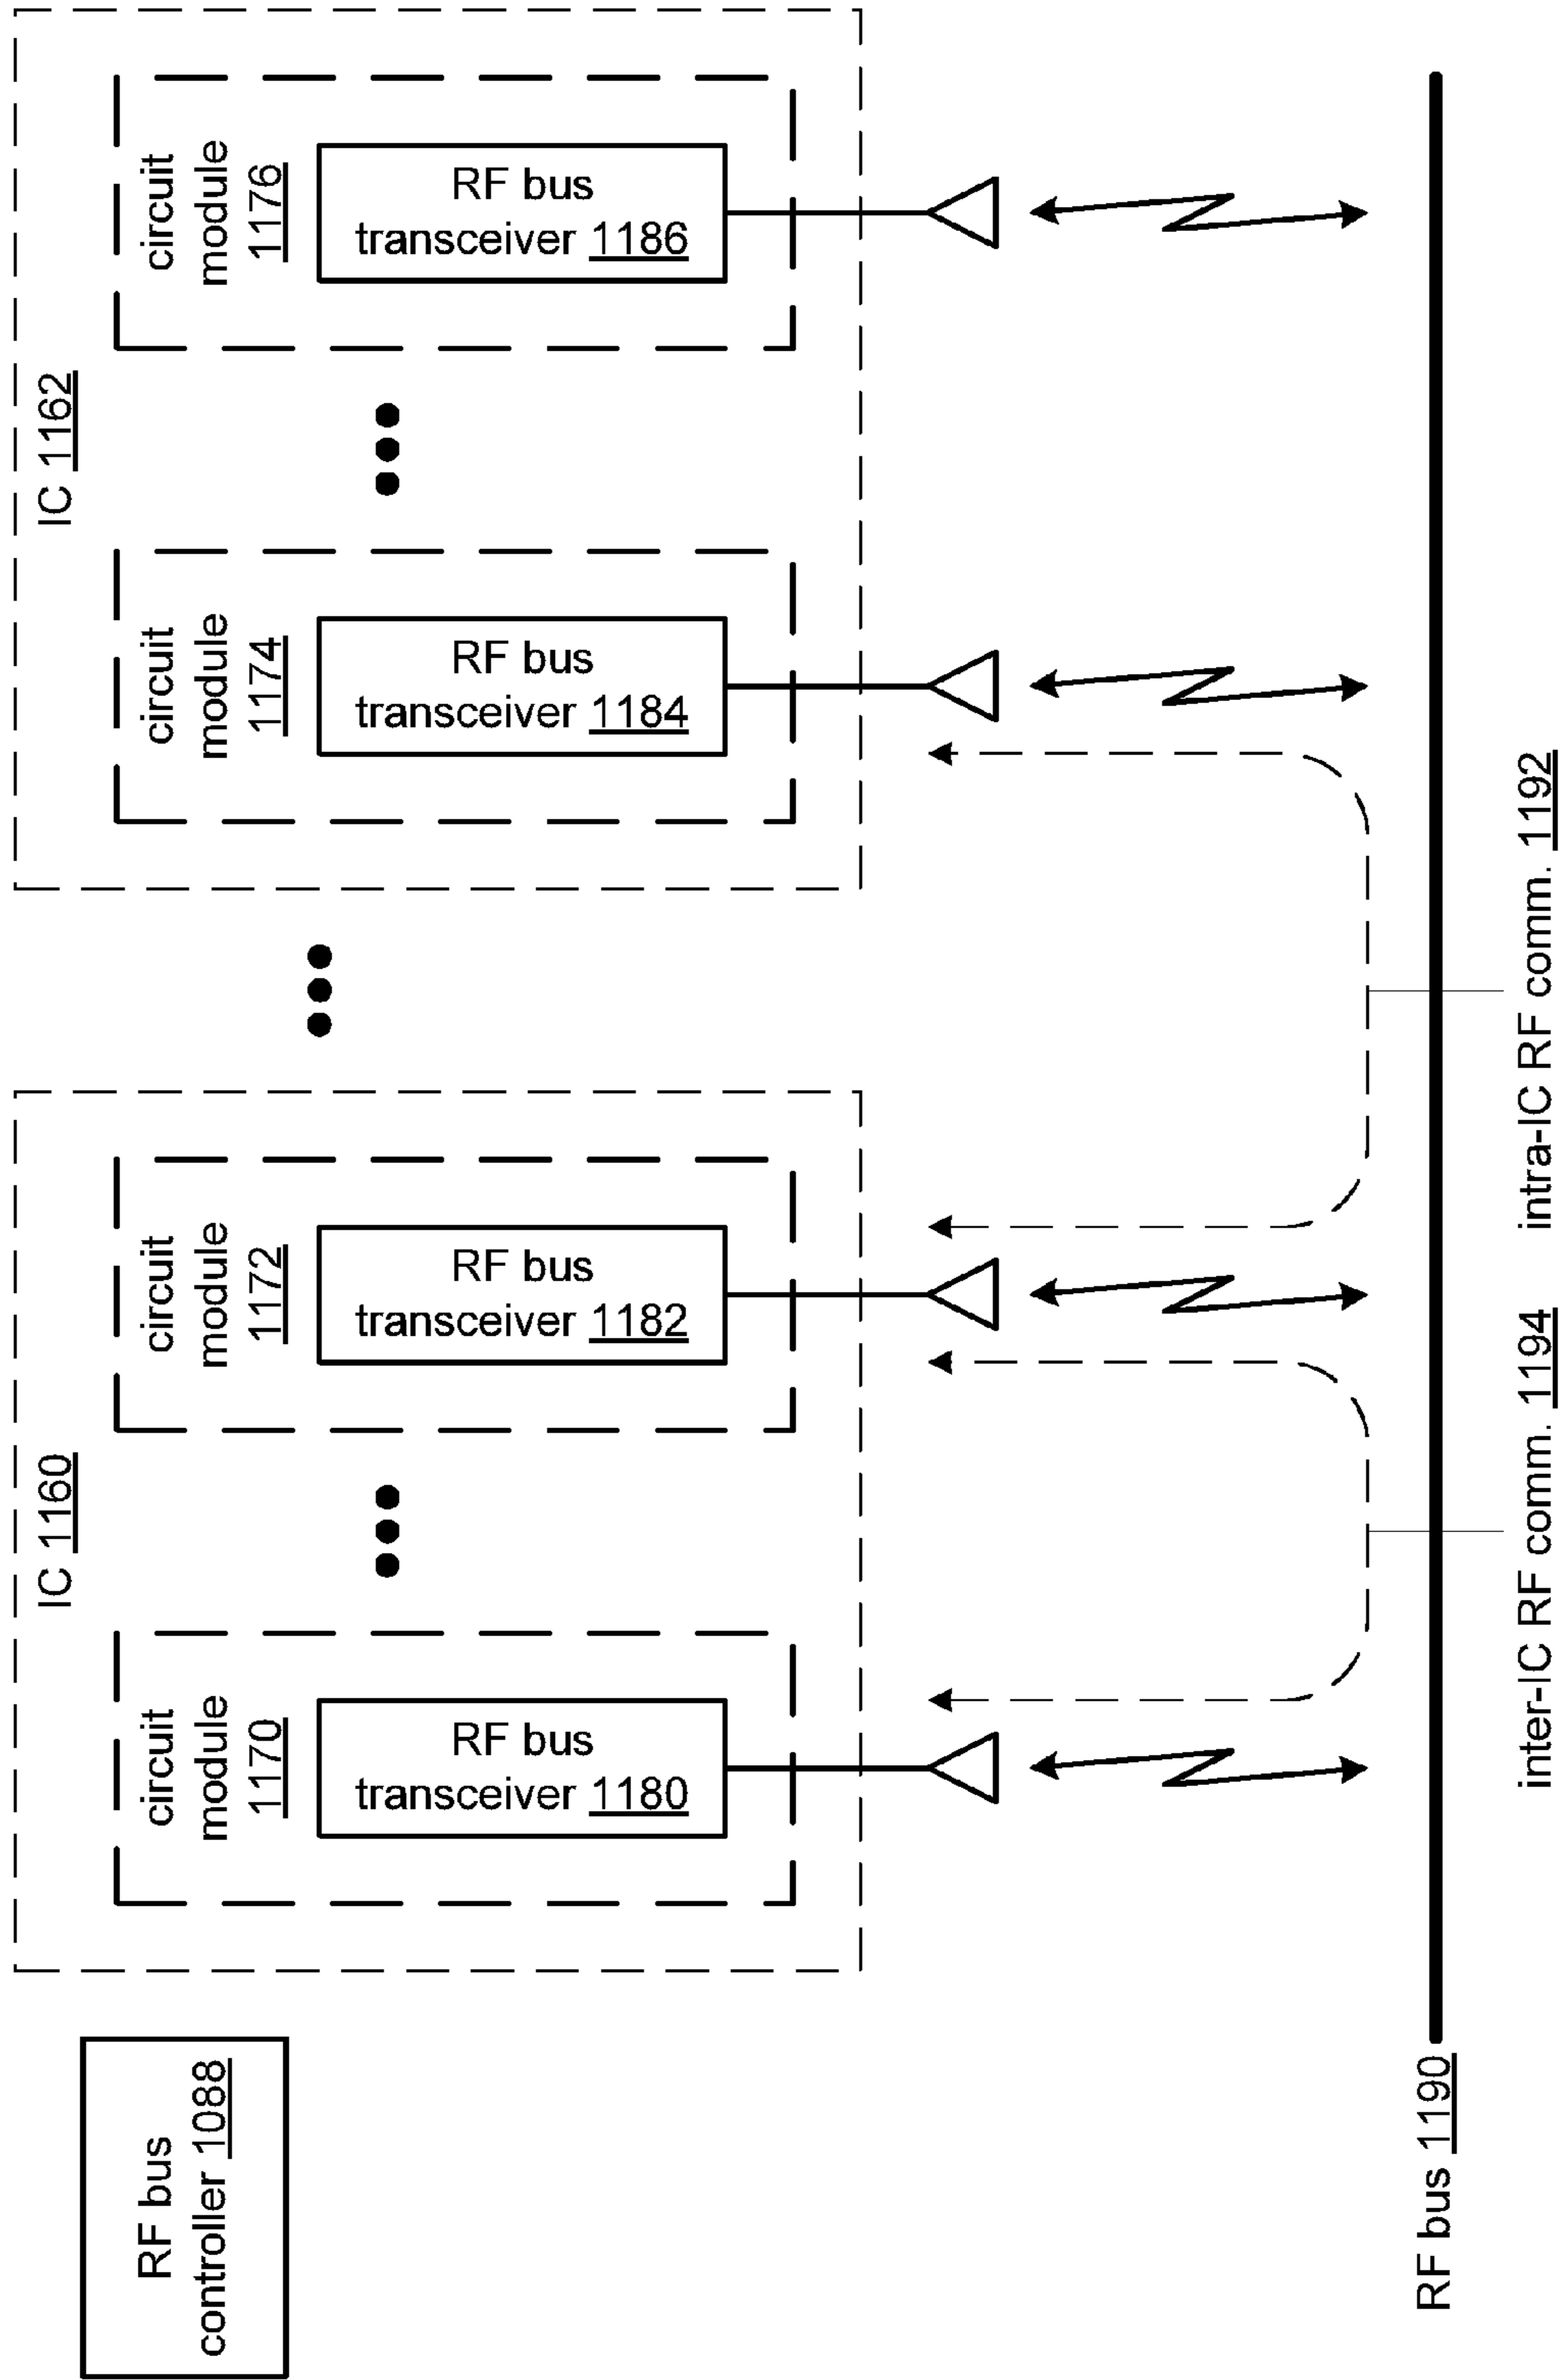 RF bus
controller 1088
IC 1160
circuit
module
1170
RF bus
transceiver 1180
circuit
module
1172
RF bus
transceiver 1182
IC 1162
circuit
module
1174
RF bus
transceiver 1184
circuit
module
1176
RF bus
transceiver 1186
RF bus 1190
inter-IC RF comm. 1194
intra-IC RF comm. 1192